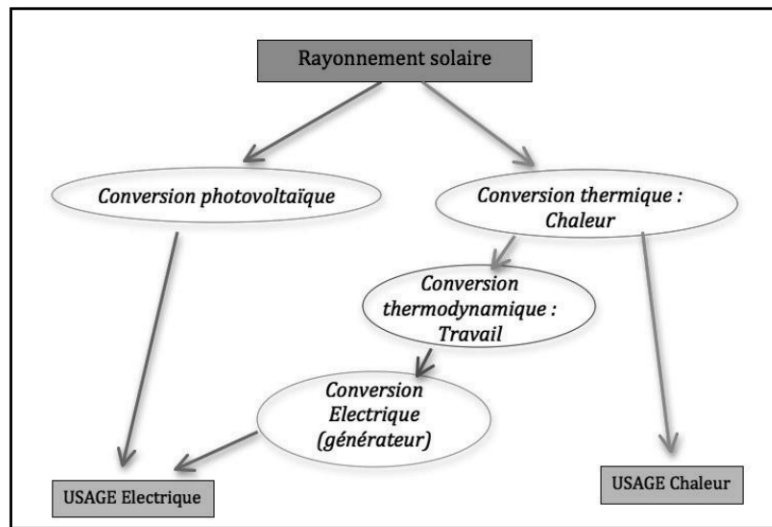 Rayonnement solaire
Conversion photovoltaïque
Conversion thermique :
Chaleur
Conversion
thermodynamique :
Travail
Conversion
Electrique
(générateur)
USAGE Electrique
USAGE Chaleur